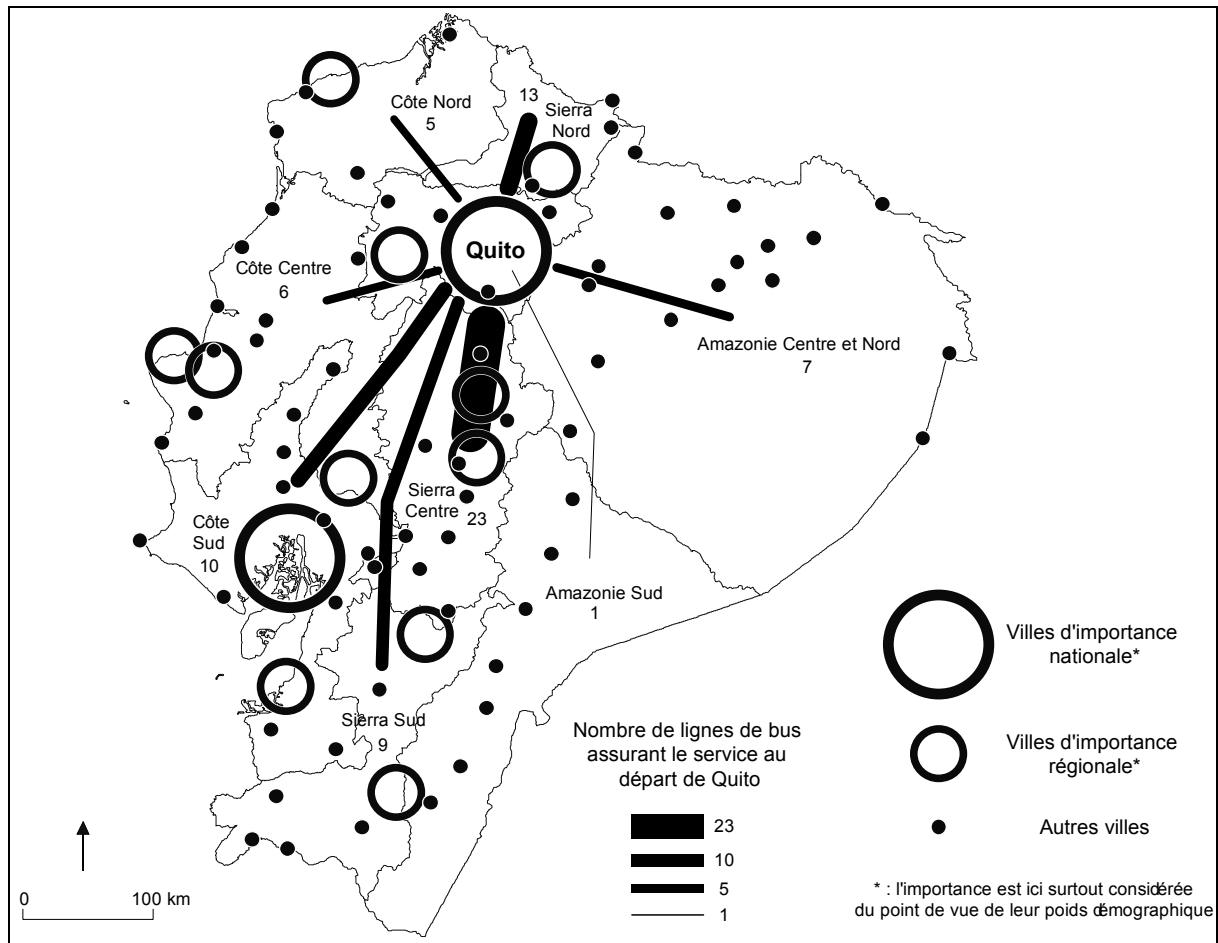 Côte Nord
5
13
Sierra
Nord
Quito
Côte Centre
6
Amazonie Centre et Nord
7
Sierra
Centre
23
Côte
Sud
10
Amazonie Sud
1
Sierra Sud
9
Nombre de lignes de bus
assurant le service au
départ de Quito
23
10
5
1
Villes d'importance
nationale*
Villes d'importance
régionale*
Autres villes
* : l'importance est ici surtout considérée
du point de vue de leur poids démographique
0
100 km